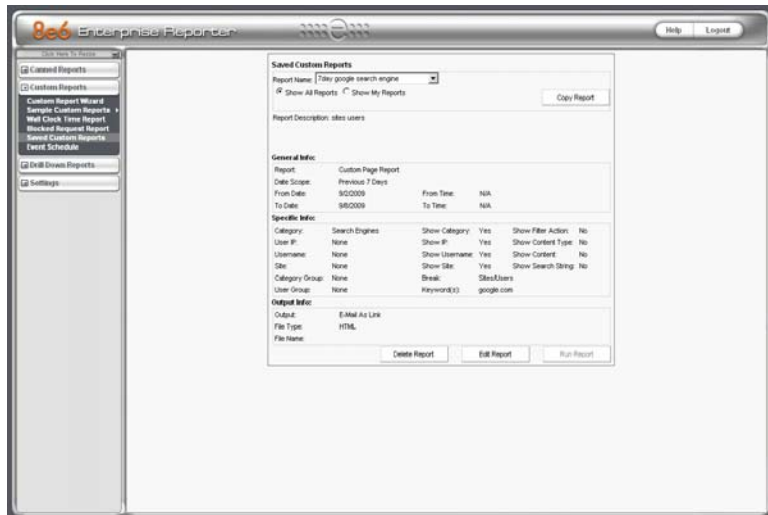 8e6 Enterprise Reporter
Help Logout
Click Here To Resize
Canned Reports
Custom Reports
Custom Report Wizard
Sample Custom Reports
Wall Clock Time Report
Blocked Request Report
Saved Custom Reports
Event Schedule
Drill Down Reports
Settings
Saved Custom Reports
Report Name: 7day google search engine
Show All Reports Show My Reports
Copy Report
Report Description: sites users
General Info:
Report: Custom Page Report
Date Scope: Previous 7 Days
From Date: 9/2/2009 From Time: N/A
To Date: 9/8/2009 To Time: N/A
Specific Info:
Category: Search Engines Show Category: Yes Show Filter Action: No
User IP: None Show IP: Yes Show Content Type: No
Username: None Show Username: Yes Show Content: No
Site: None Show Site: Yes Show Search String: No
Category Group: None Break: Sites/Users
User Group: None Keyword(s): google.com
Output Info:
Output: E-Mail As Link
File Type: HTML
File Name:
Delete Report Edit Report Run Report